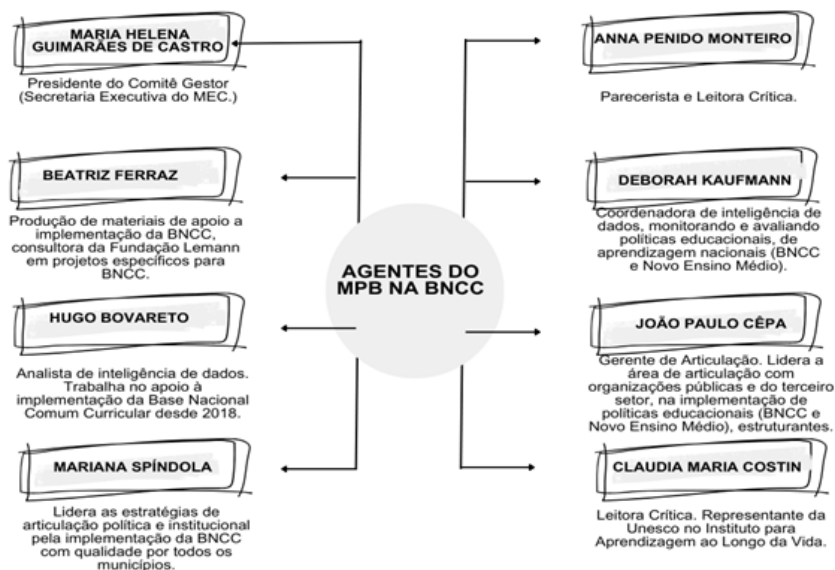 MARIA HELENA
GUIMARÃES DE CASTRO
Presidente do Comitê Gestor
(Secretaria Executiva do MEC.)
BEATRIZ FERRAZ
Produção de materiais de apoio a
implementação da BNCC,
consultora da Fundação Lemann
em projetos específicos para
BNCC.
HUGO BOVARETO
Analista de inteligência de dados.
Trabalha no apoio à
implementação da Base Nacional
Comum Curricular desde 2018.
MARIANA SPÍNDOLA
Lidera as estratégias de
articulação política e institucional
pela implementação da BNCC
com qualidade por todos os
municípios.
AGENTES DO
MPB NA BNCC
ANNA PENIDO MONTEIRO
Parecerista e Leitora Crítica.
DEBORAH KAUFMANN
Coordenadora de inteligência de
dados, monitorando e avaliando
políticas educacionais, de
aprendizagem nacionais (BNCC
e Novo Ensino Médio).
JOÃO PAULO CÊPA
Gerente de Articulação. Lidera a
área de articulação com
organizações públicas e do terceiro
setor, na implementação de
políticas educacionais (BNCC e
Novo Ensino Médio), estruturantes.
CLAUDIA MARIA COSTIN
Leitora Crítica. Representante da
Unesco no Instituto para
Aprendizagem ao Longo da Vida.